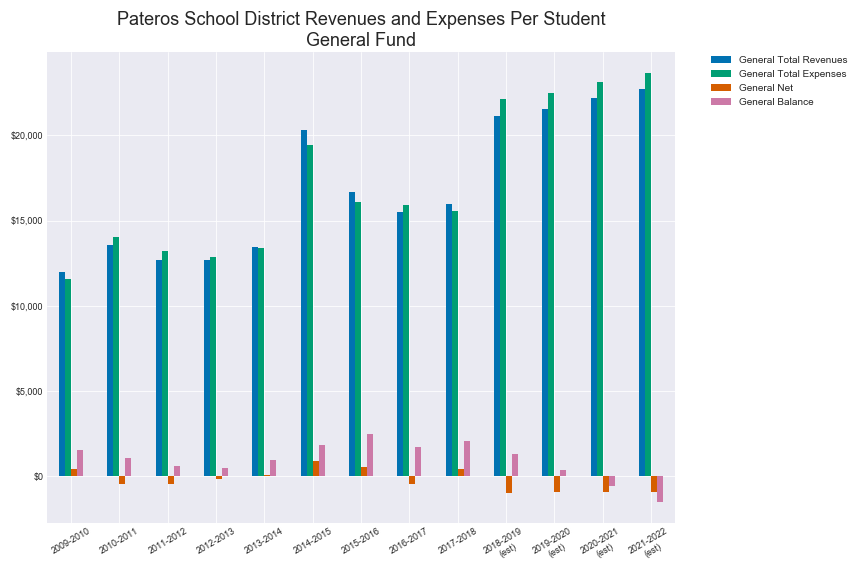 Pateros School District Revenues and Expenses Per Student
General Fund
General Total Revenues
General Total Expenses
General Net
General Balance
$20,000
$15,000
$10,000
$5,000
$0
2009-2010
2010-2011
2011-2012
2012-2013
2013-2014
2014-2015
2015-2016
2016-2017
2017-2018
2018-2019
(est)
2019-2020
(est)
2020-2021
(est)
2021-2022
(est)